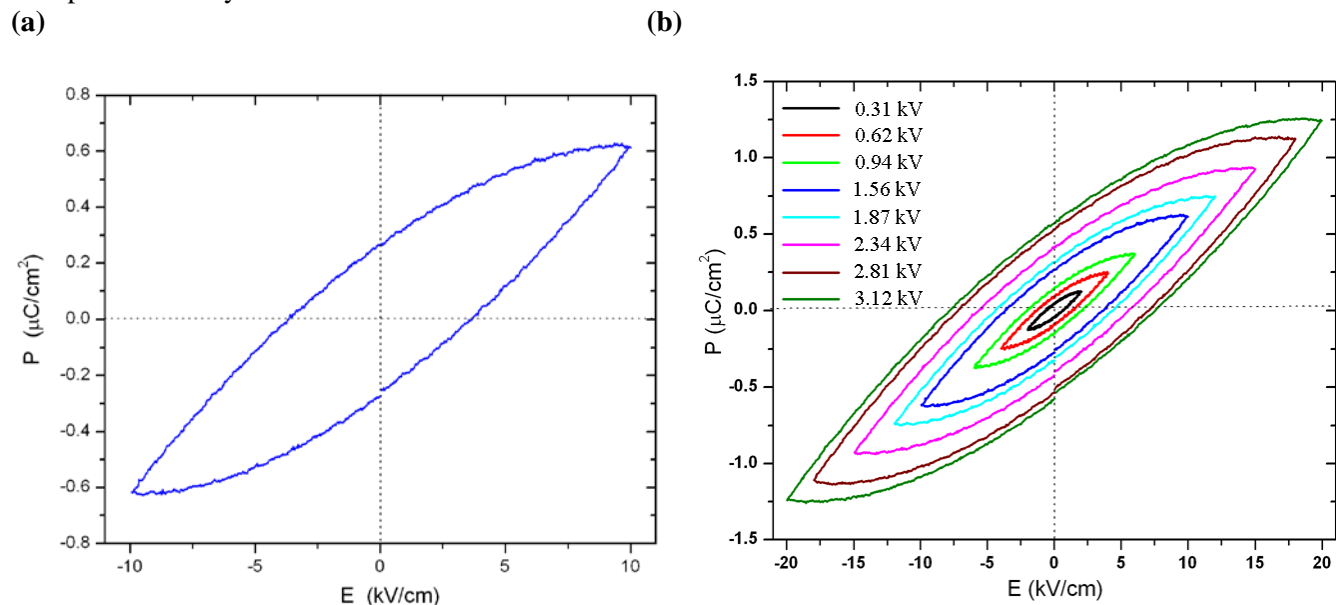 (a)
(b)
0.8
0.6
0.4
0.2
0.0
-0.2
-0.4
-0.6
-0.8
P (μC/cm²)
-10
-5
0
5
10
E (kV/cm)
1.5
1.0
0.5
0.0
-0.5
-1.0
-1.5
P (μC/cm²)
0.31 kV
0.62 kV
0.94 kV
1.56 kV
1.87 kV
2.34 kV
2.81 kV
3.12 kV
-20
-15
-10
-5
0
5
10
15
20
E (kV/cm)